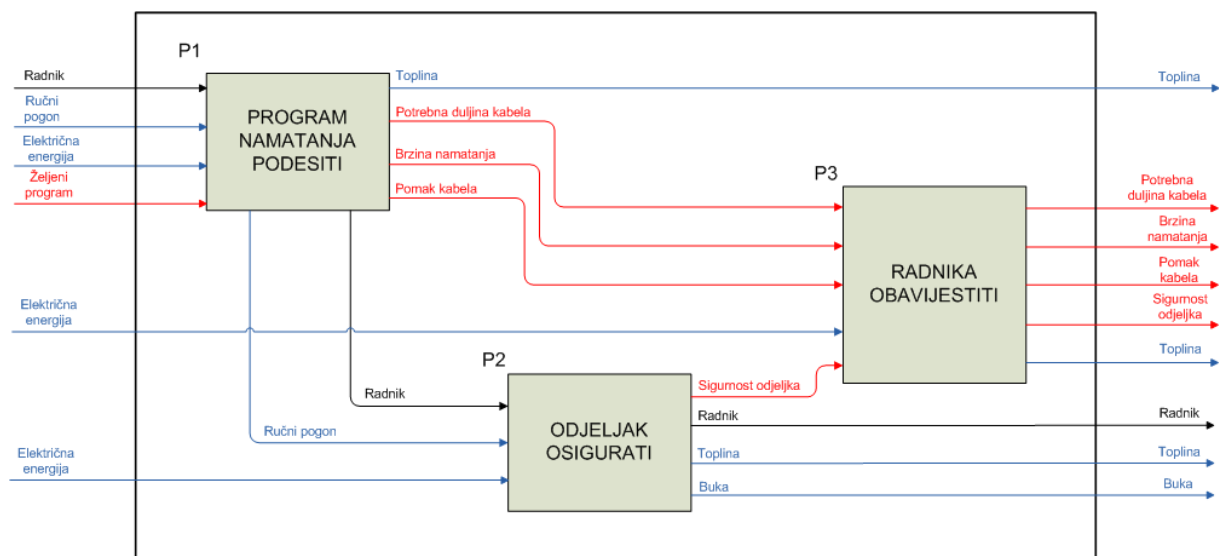 P1
Radnik
Ručni
pogon
Električna
energija
Željeni
program
PROGRAM
NAMATANJA
PODESITI
Toplina
Potrebna duljina kabela
Brzina namatanja
Pomak kabela
Toplina
P3
RADNIKA
OBAVIJESTITI
Potrebna
duljina kabela
Brzina
namatanja
Pomak
kabela
Sigurnost
odjeljka
Toplina
Električna
energija
P2
Radnik
Ručni pogon
Električna
energija
ODJELJAK
OSIGURATI
Sigurnost odjeljka
Radnik
Toplina
Buka
Radnik
Toplina
Buka